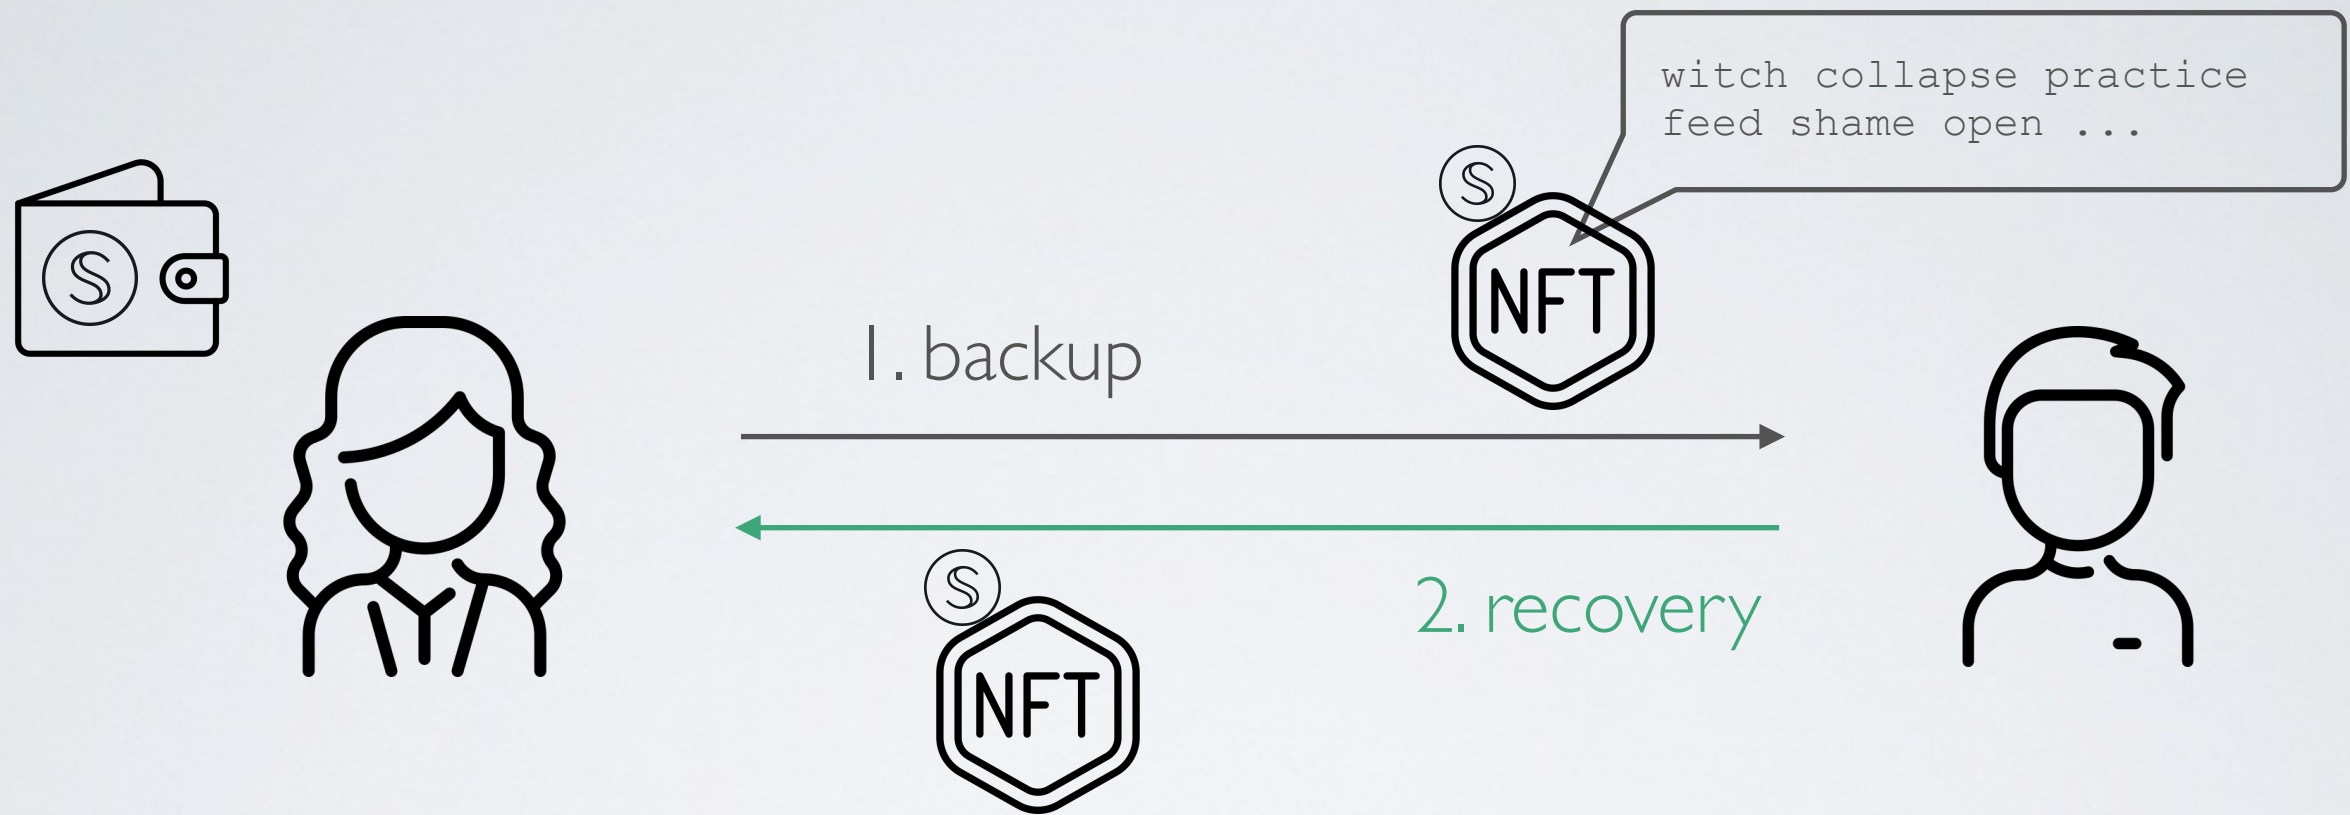 witch collapse practice
feed shame open ...
S
S
NFT
1. backup
S
2. recovery
NFT